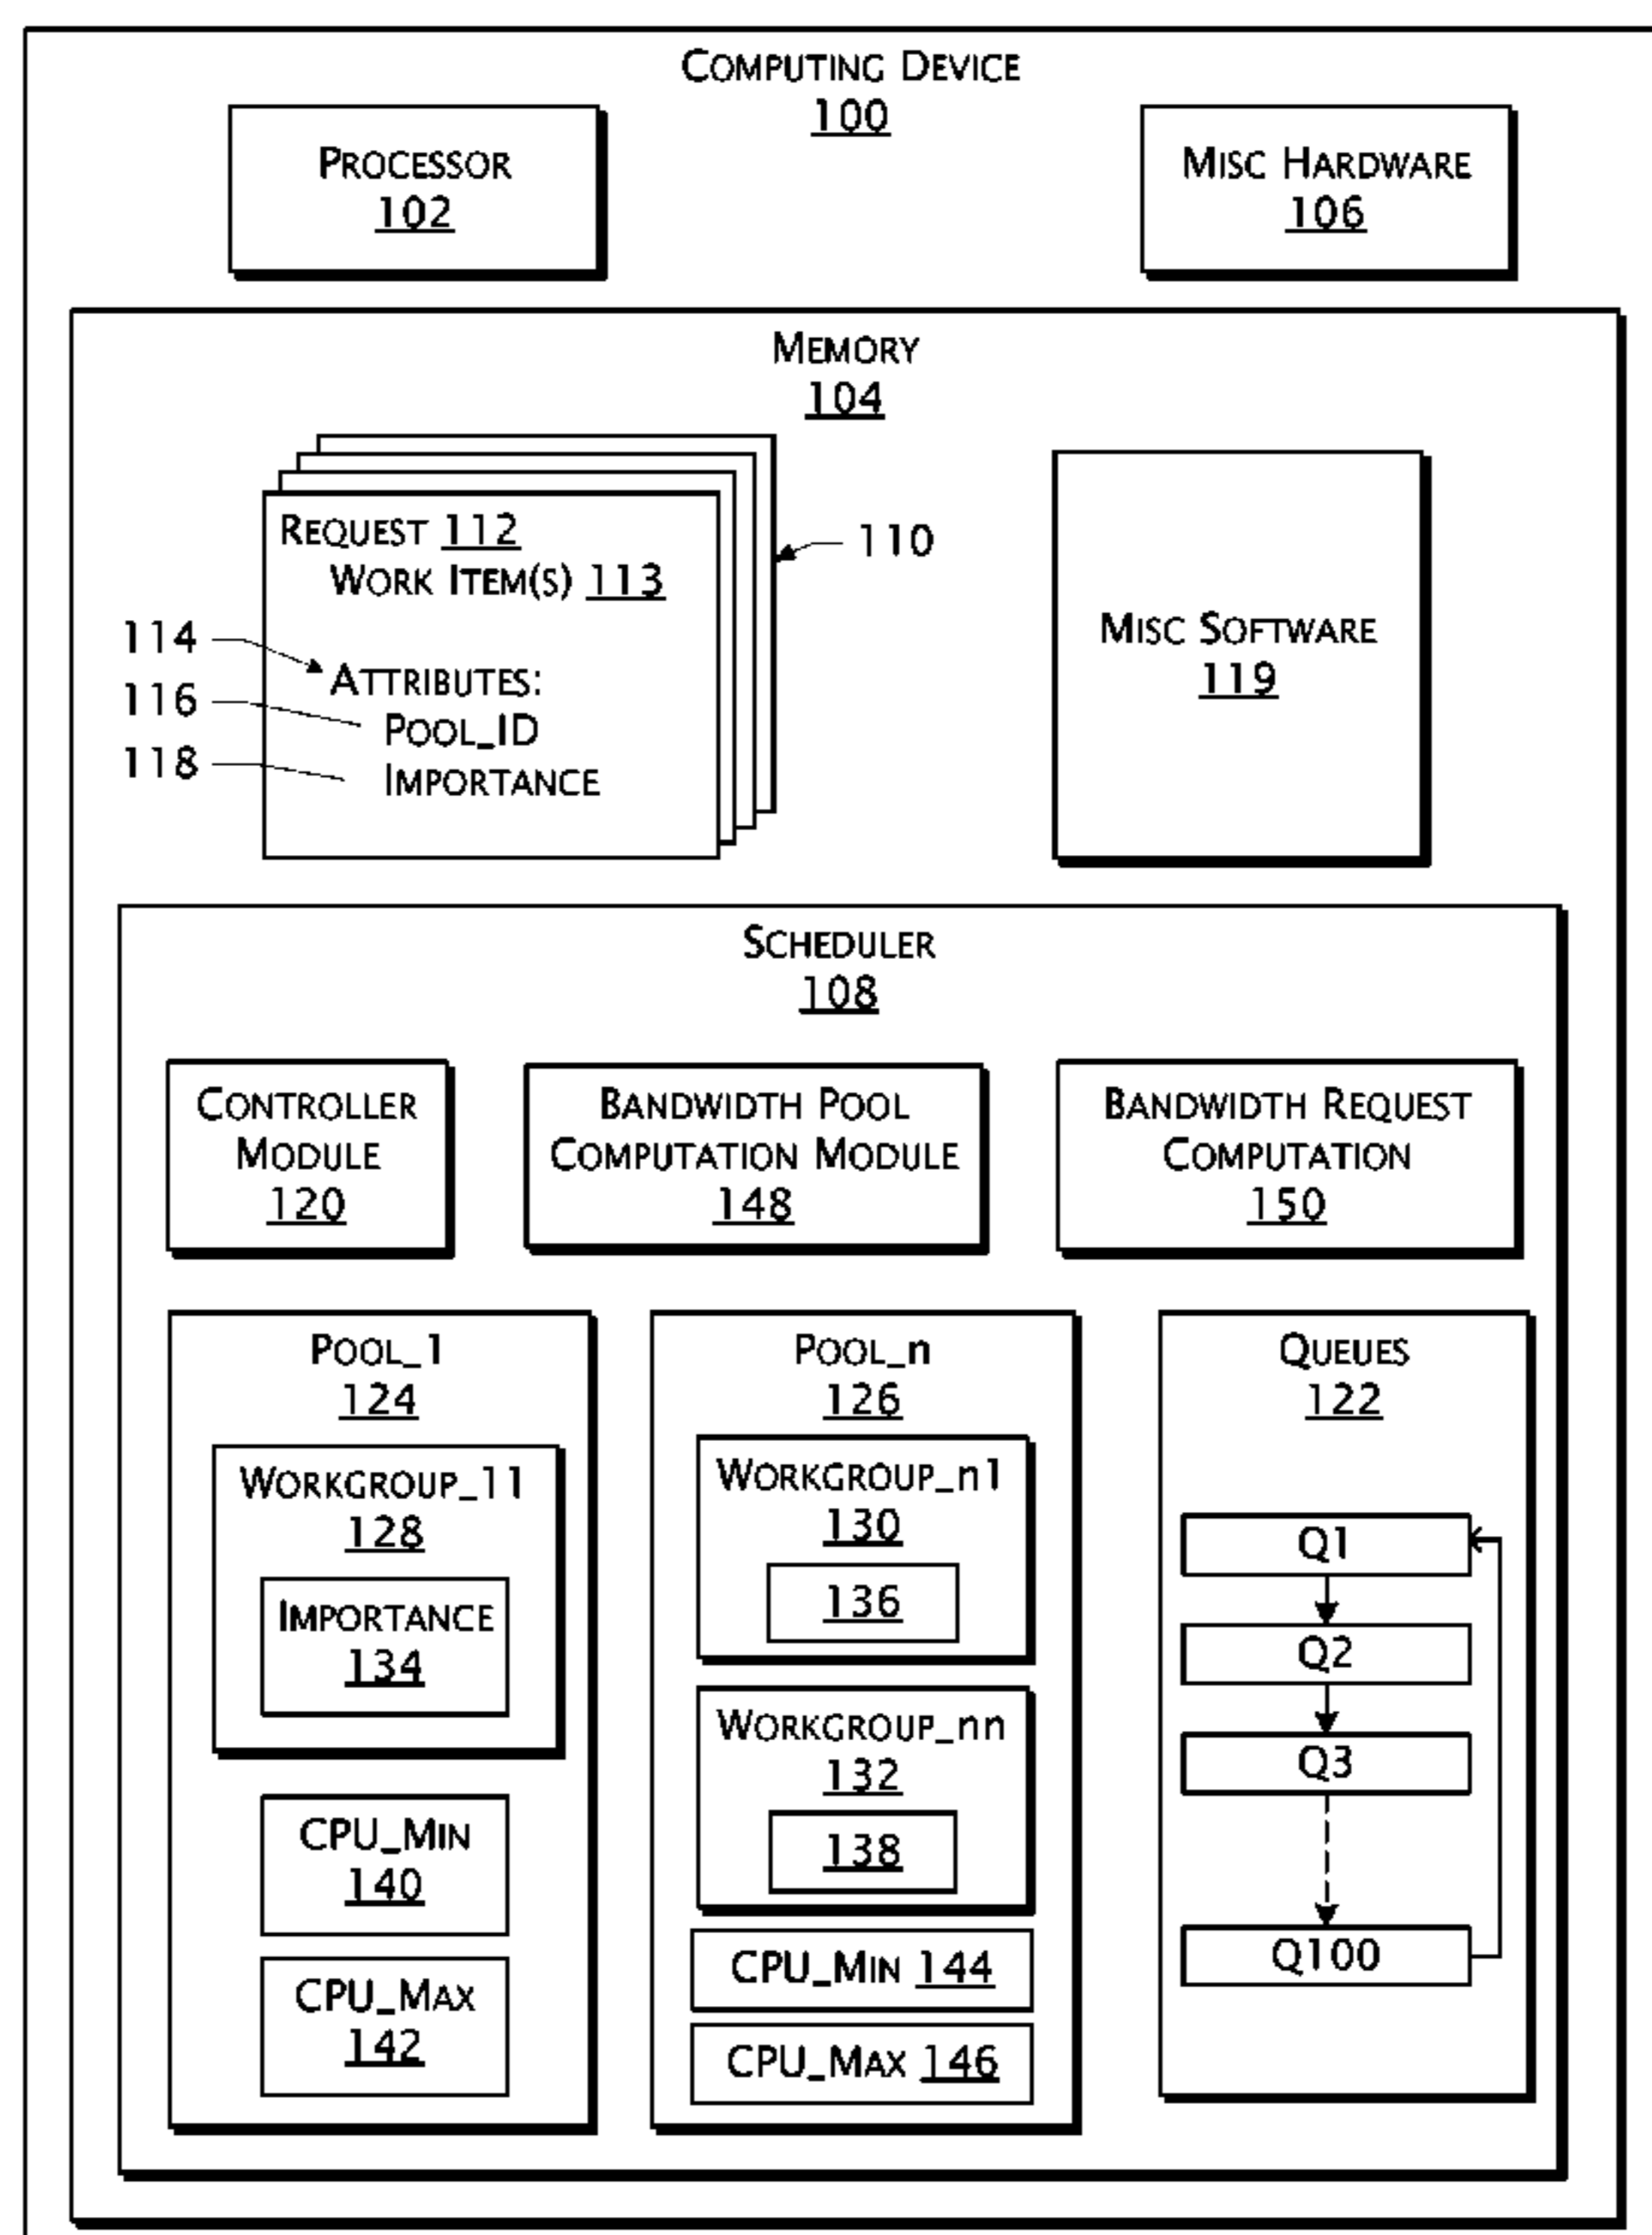 COMPUTING DEVICE
100
PROCESSOR
102
MISC HARDWARE
106
MEMORY
104
REQUEST 112
WORK ITEM(S) 113
110
114
ATTRIBUTES:
116
POOL_ID
118
IMPORTANCE
MISC SOFTWARE
119
SCHEDULER
108
CONTROLLER
MODULE
120
BANDWIDTH POOL
COMPUTATION MODULE
148
BANDWIDTH REQUEST
COMPUTATION
150
POOL_1
124
WORKGROUP_11
128
IMPORTANCE
134
CPU_MIN
140
CPU_MAX
142
POOL_n
126
WORKGROUP_n1
130
136
WORKGROUP_nn
132
138
CPU_MIN 144
CPU_MAX 146
QUEUES
122
Q1
Q2
Q3
Q100